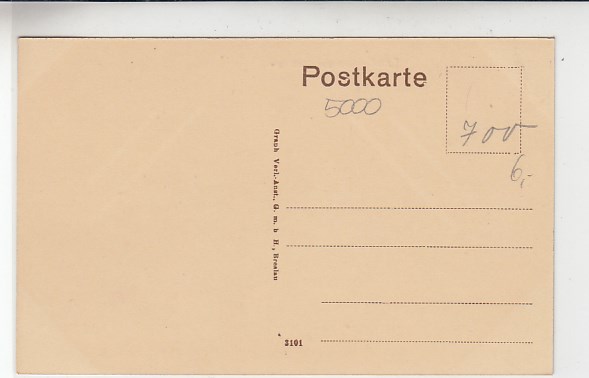 Postkarte
5000
700
6,-
Graph Verl.-Anst., G. m. b H., Breslau
3101